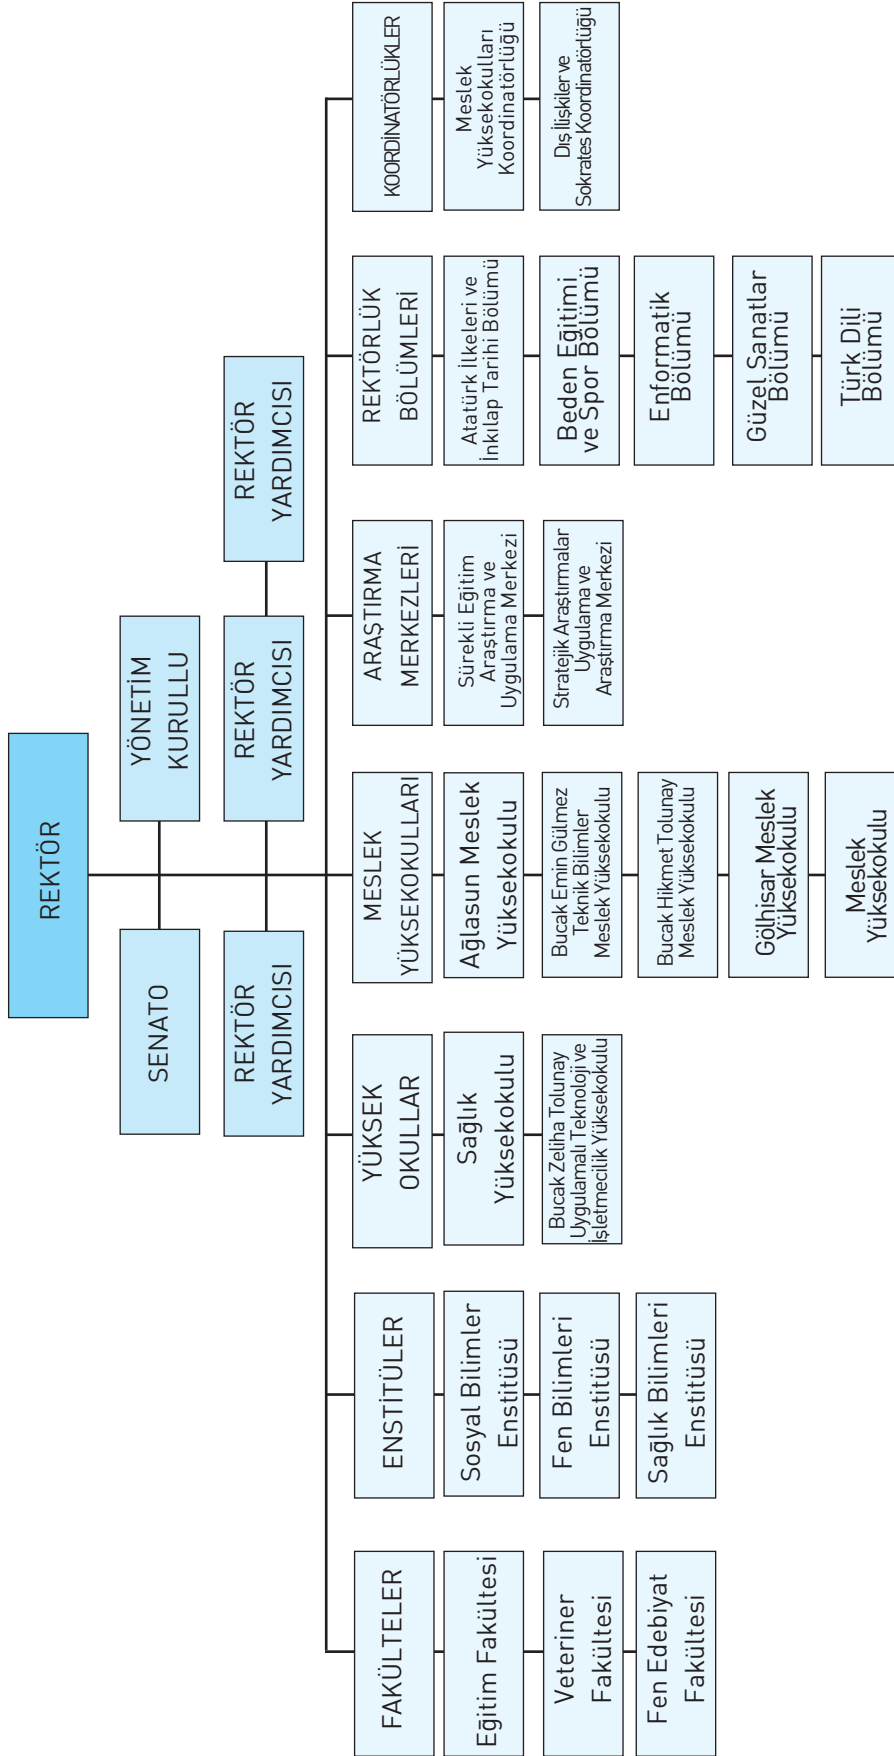 REKTÖR
SENATO
YÖNETİM
KURULLU
REKTÖR
YARDIMCISI
REKTÖR
YARDIMCISI
REKTÖR
YARDIMCISI
FAKÜLTELER
Eğitim Fakültesi
Veteriner
Fakültesi
Fen Edebiyat
Fakültesi
ENSTİTÜLER
Sosyal Bilimler
Enstitüsü
Fen Bilimleri
Enstitüsü
Sağlık Bilimleri
Enstitüsü
YÜKSEK
OKULLAR
Sağlık
Yüksekokulu
Bucak Zeliha Tolunay
Uygulamalı Teknoloji ve
İşletmecilik Yüksekokulu
MESLEK
YÜKSEKOKULLARI
Ağlasun Meslek
Yüksekokulu
Bucak Emin Gülmez
Teknik Bilimler
Meslek Yüksekokulu
Bucak Hikmet Tolunay
Meslek Yüksekokulu
Gölhisar Meslek
Yüksekokulu
Meslek
Yüksekokulu
ARAŞTIRMA
MERKEZLERİ
Sürekli Eğitim
Araştırma ve
Uygulama Merkezi
Stratejik Araştırmalar
Uygulama ve
Araştırma Merkezi
REKTÖRLÜK
BÖLÜMLERİ
Atatürk İlkeleri ve
İnkılap Tarihi Bölümü
Beden Eğitimi
ve Spor Bölümü
Enformatik
Bölümü
Güzel Sanatlar
Bölümü
Türk Dili
Bölümü
KOORDİNATÖRLÜKLER
Meslek
Yüksekokulları
Koordinatörlüğü
Dış İlişkiler ve
Sokrates Koordinatörlüğü